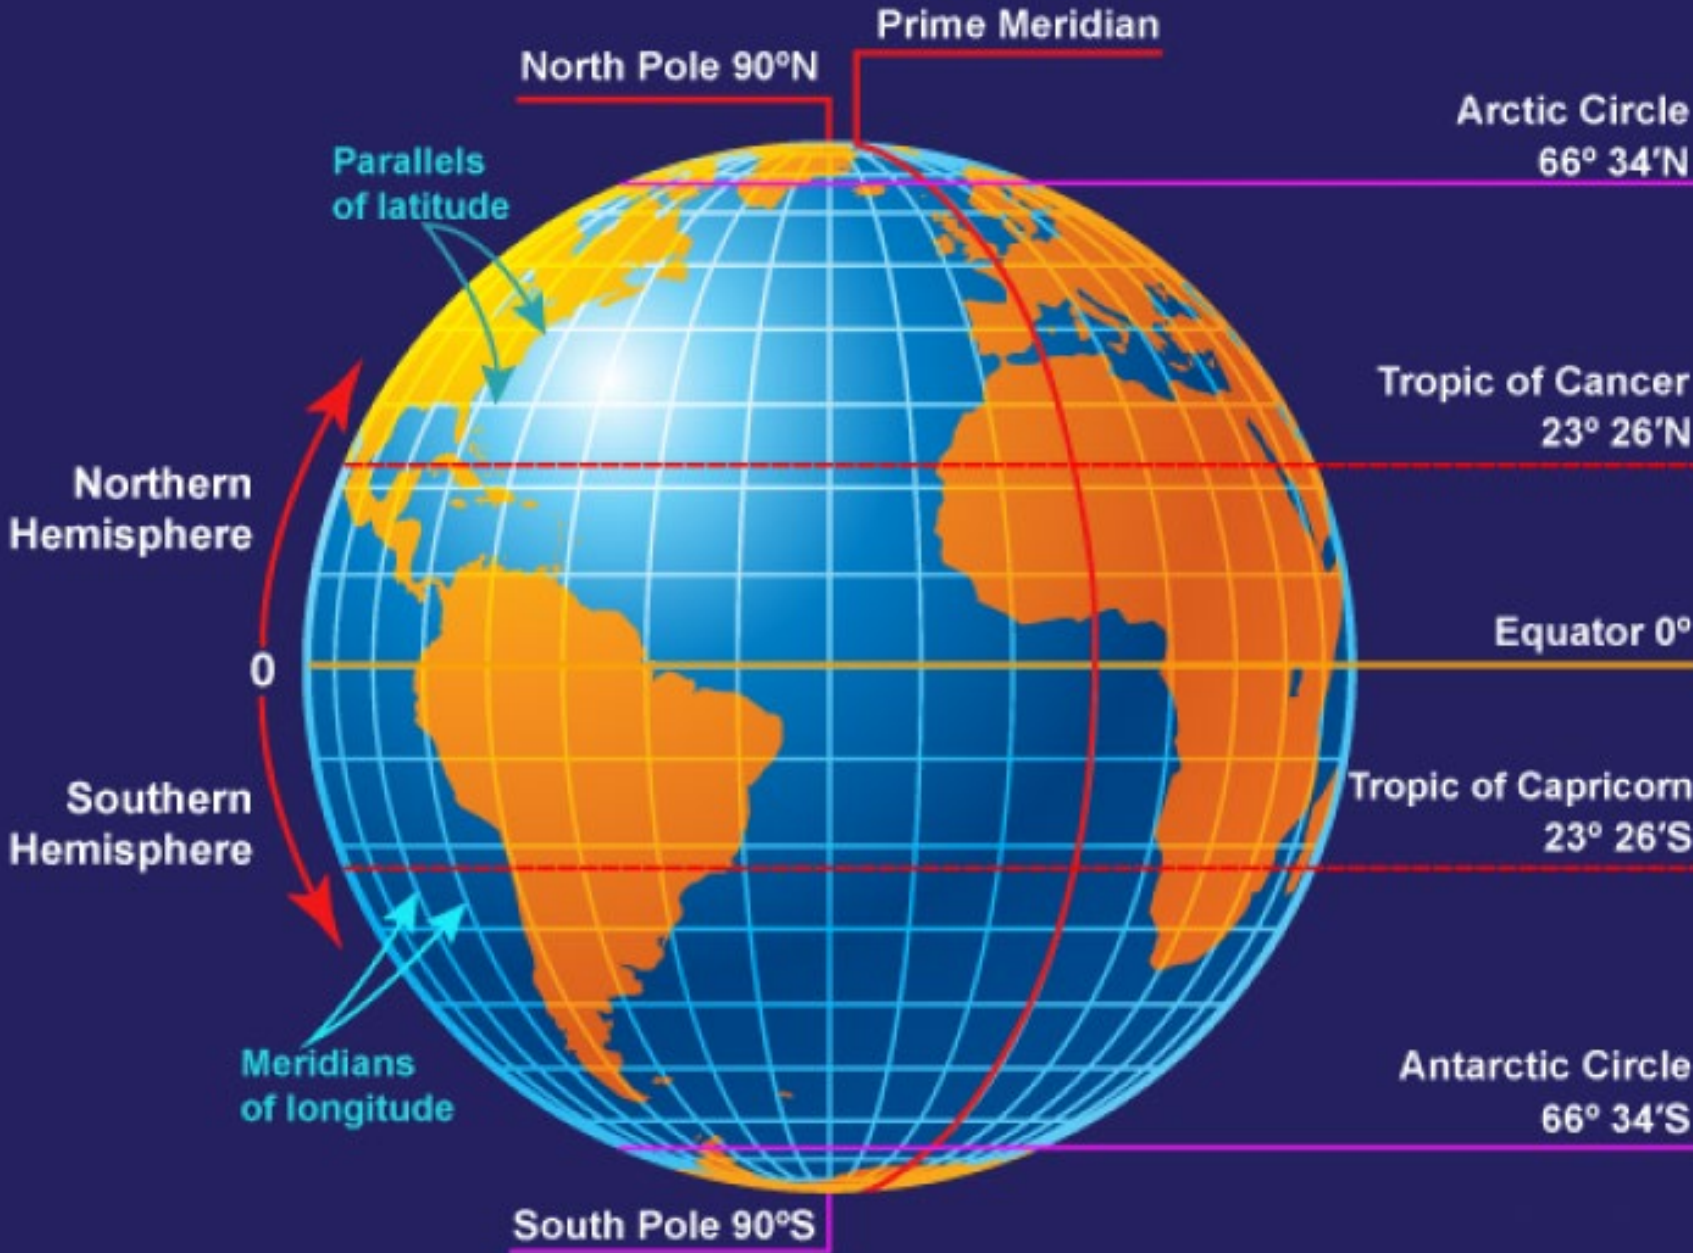 Prime Meridian
North Pole 90ºN
Arctic Circle
66º 34'N
Parallels
of latitude
Tropic of Cancer
23º 26'N
Northern
Hemisphere
Equator 0º
0
Tropic of Capricorn
23º 26'S
Southern
Hemisphere
Meridians
of longitude
Antarctic Circle
66º 34'S
South Pole 90ºS